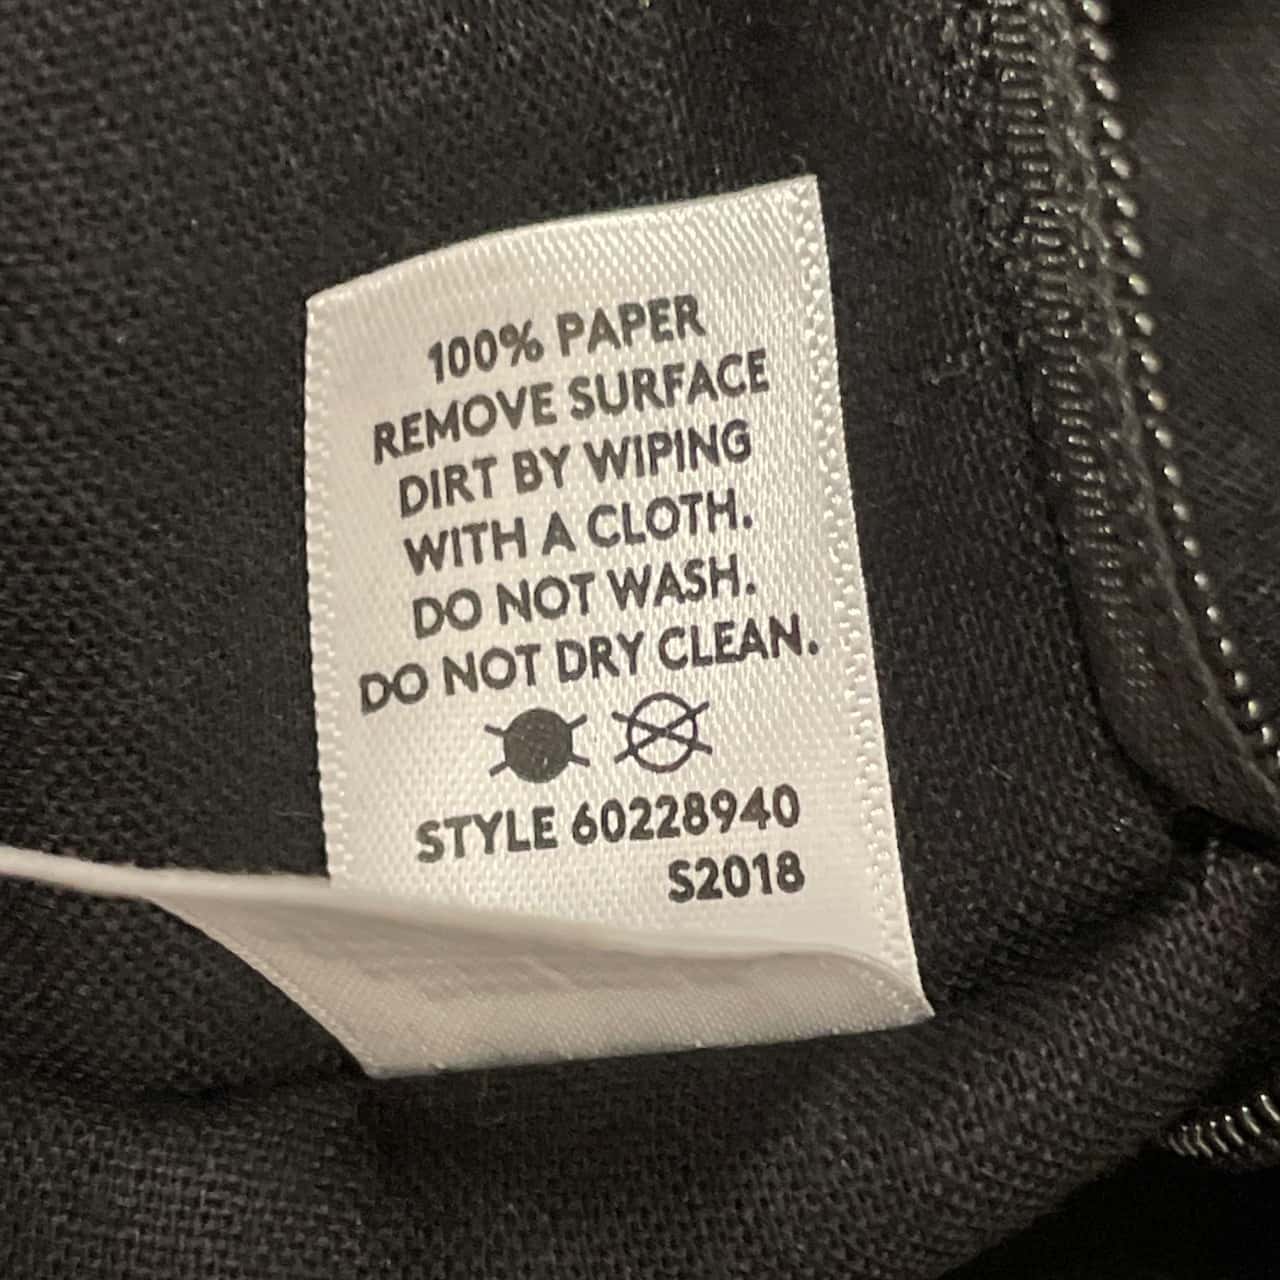 100% PAPER
REMOVE SURFACE
DIRT BY WIPING
WITH A CLOTH.
DO NOT WASH.
DO NOT DRY CLEAN.
STYLE 60228940
S2018